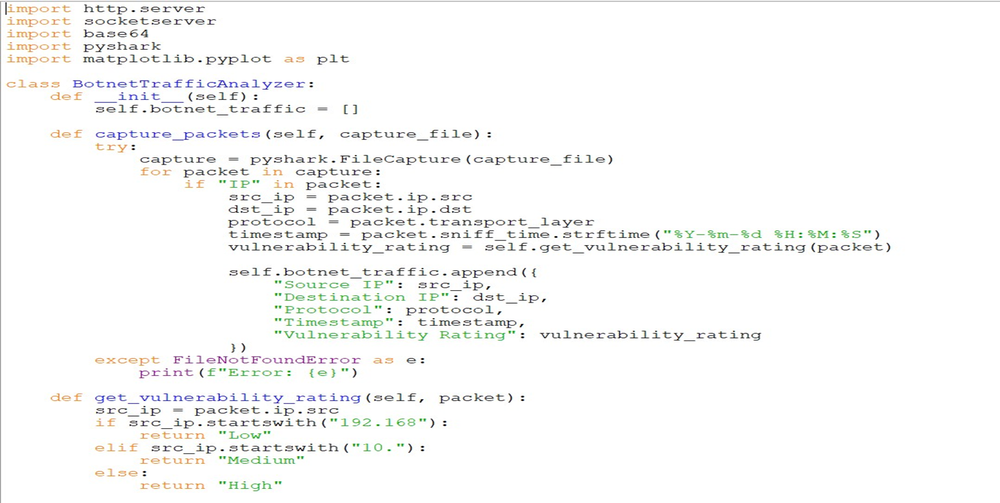 import http.server
import socketserver
import base64
import pyshark
import matplotlib.pyplot as plt

class BotnetTrafficAnalyzer:
    def __init__(self):
        self.botnet_traffic = []

    def capture_packets(self, capture_file):
        try:
            capture = pyshark.FileCapture(capture_file)
            for packet in capture:
                if "IP" in packet:
                    src_ip = packet.ip.src
                    dst_ip = packet.ip.dst
                    protocol = packet.transport_layer
                    timestamp = packet.sniff_time.strftime("%Y-%m-%d %H:%M:%S")
                    vulnerability_rating = self.get_vulnerability_rating(packet)

                    self.botnet_traffic.append({
                        "Source IP": src_ip,
                        "Destination IP": dst_ip,
                        "Protocol": protocol,
                        "Timestamp": timestamp,
                        "Vulnerability Rating": vulnerability_rating
                    })
        except FileNotFoundError as e:
            print(f"Error: {e}")

    def get_vulnerability_rating(self, packet):
        src_ip = packet.ip.src
        if src_ip.startswith("192.168"):
            return "Low"
        elif src_ip.startswith("10."):
            return "Medium"
        else:
            return "High"